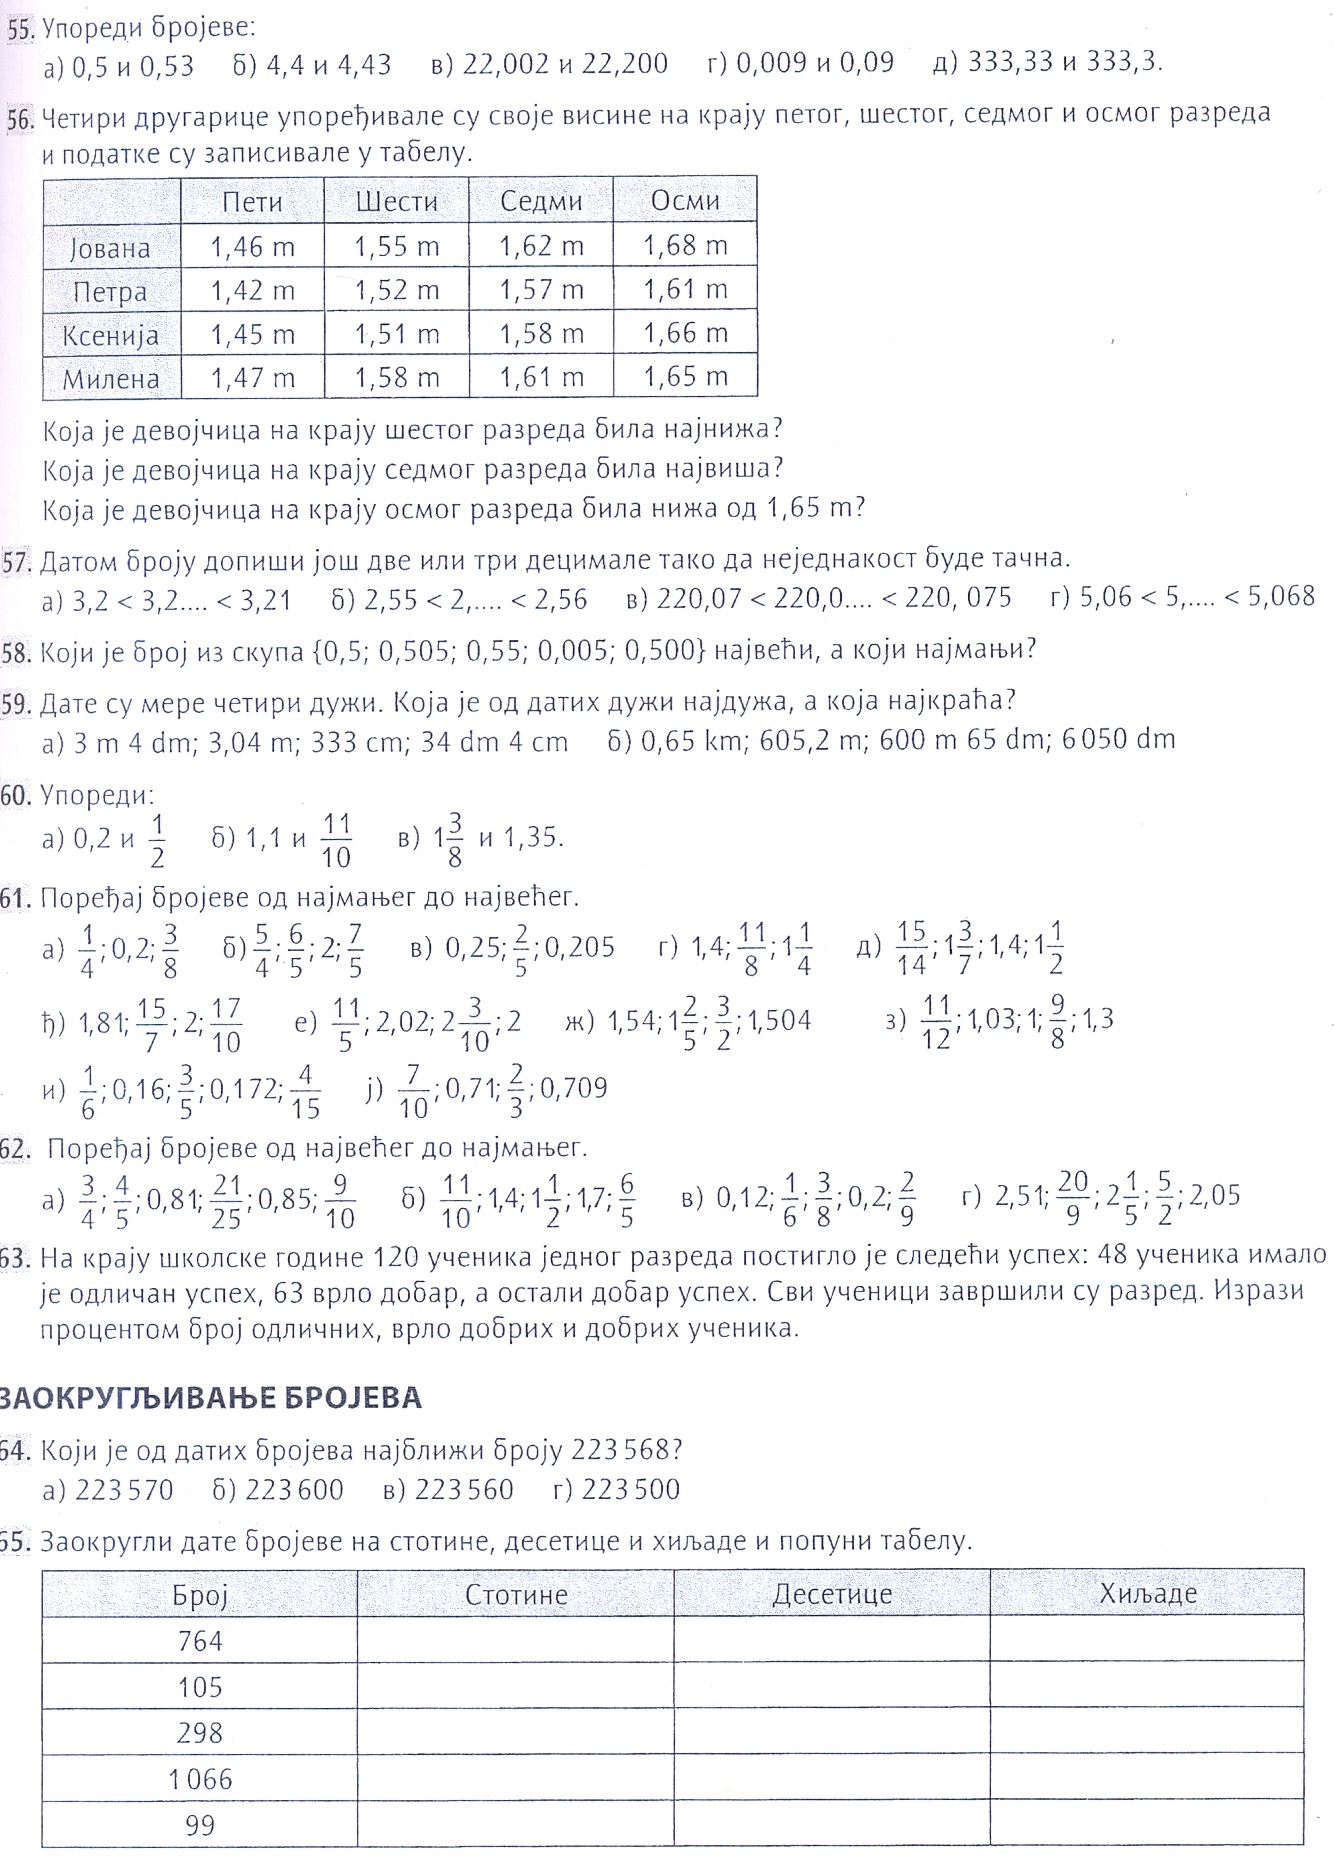 55. Упореди бројеве:
а) 0,5 и 0,53 б) 4,4 и 4,43 в) 22,002 и 22,200 г) 0,009 и 0,09 д) 333,33 и 333,3.
56. Четири другарице упоређивале су своје висине на крају петог, шестог, седмог и осмог разреда
и податке су записивале у табелу.
Пети Шести Седми Осми
Јована 1,46 m 1,55 m 1,62 m 1,68 m
Петра 1,42 m 1,52 m 1,57 m 1,61 m
Ксенија 1,45 m 1,51 m 1,58 m 1,66 m
Милена 1,47 m 1,58 m 1,61 m 1,65 m
Која је девојчица на крају шестог разреда била најнижа?
Која је девојчица на крају седмог разреда била највиша?
Која је девојчица на крају осмог разреда била нижа од 1,65 m?
57. Датом броју допиши још две или три децимале тако да неједнакост буде тачна.
а) 3,2 < 3,2.... < 3,21 б) 2,55 < 2,.... < 2,56 в) 220,07 < 220,0.... < 220, 075 г) 5,06 < 5,.... < 5,068
58. Који је број из скупа {0,5; 0,505; 0,55; 0,005; 0,500} највећи, а који најмањи?
59. Дате су мере четири дужи. Која је од датих дужи најдужа, а која најкраћа?
а) 3 m 4 dm; 3,04 m; 333 cm; 34 dm 4 cm б) 0,65 km; 605,2 m; 600 m 65 dm; 6 050 dm
60. Упореди:
а) 0,2 и 1/2 б) 1,1 и 11/10 в) 1 3/8 и 1,35.
61. Поређај бројеве од најмањег до највећег.
а) 1/4; 0,2; 3/8 б) 5/4; 6/5; 2; 7/5 в) 0,25; 2/5; 0,205 г) 1,4; 11/8; 1 1/4 д) 15/14; 1 3/7; 1,4; 1 1/2
ђ) 1,81; 15/7; 2; 17/10 е) 11/5; 2,02; 2 3/10; 2 ж) 1,54; 1 2/5; 3/2; 1,504 з) 11/12; 1,03; 1; 9/8; 1,3
и) 1/6; 0,16; 3/5; 0,172; 4/15 ј) 7/10; 0,71; 2/3; 0,709
62. Поређај бројеве од највећег до најмањег.
а) 3/4; 4/5; 0,81; 21/25; 0,85; 9/10 б) 11/10; 1,4; 1 1/2; 1,7; 6/5 в) 0,12; 1/6; 3/8; 0,2; 2/9 г) 2,51; 20/9; 2 1/5; 5/2; 2,05
63. На крају школске године 120 ученика једног разреда постигло је следећи успех: 48 ученика имало
је одличан успех, 63 врло добар, а остали добар успех. Сви ученици завршили су разред. Изрази
процентом број одличних, врло добрих и добрих ученика.
ЗАОКРУГЉИВАЊЕ БРОЈЕВА
64. Који је од датих бројева најближи броју 223 568?
а) 223 570 б) 223 600 в) 223 560 г) 223 500
65. Заокругли дате бројеве на стотине, десетице и хиљаде и попуни табелу.
Број Стотине Десетице Хиљаде
764
105
298
1 066
99